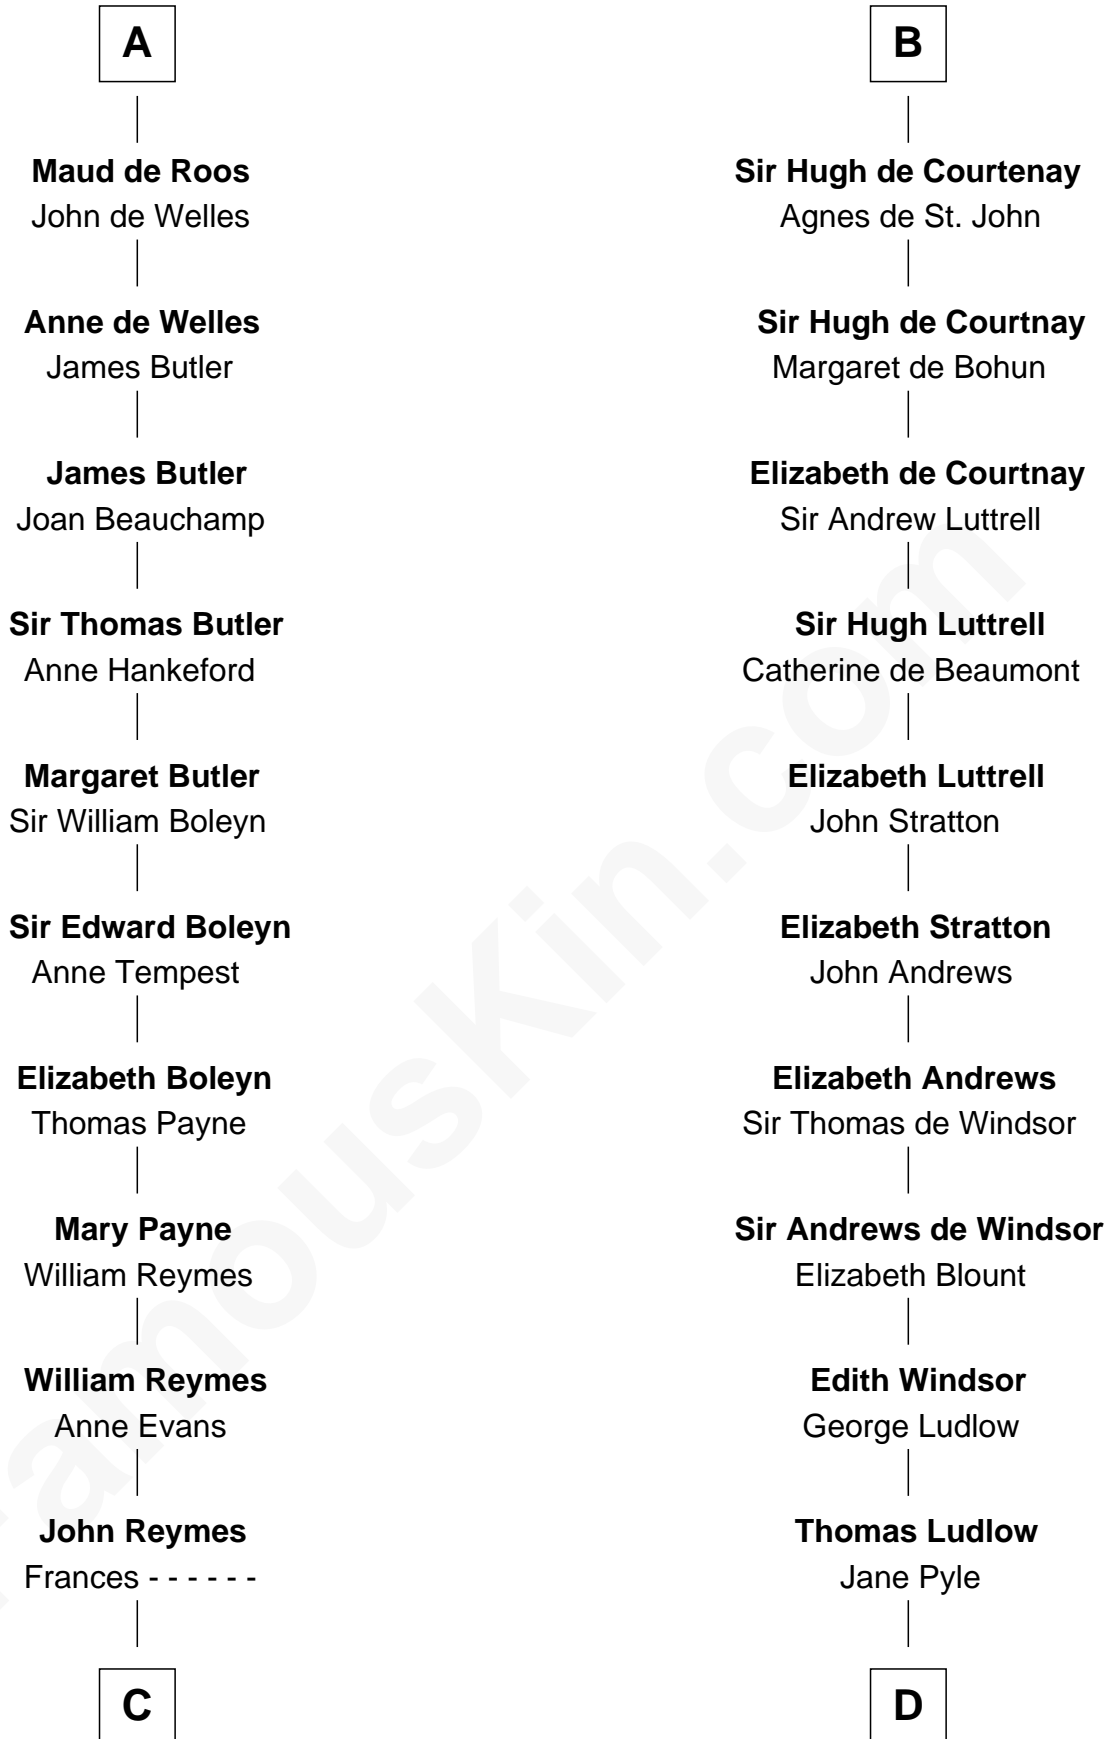 A
Maud de Roos
John de Welles
Anne de Welles
James Butler
James Butler
Joan Beauchamp
Sir Thomas Butler
Anne Hankeford
Margaret Butler
Sir William Boleyn
Sir Edward Boleyn
Anne Tempest
Elizabeth Boleyn
Thomas Payne
Mary Payne
William Reymes
William Reymes
Anne Evans
John Reymes
Frances - - - - - -
C
B
Sir Hugh de Courtenay
Agnes de St. John
Sir Hugh de Courtnay
Margaret de Bohun
Elizabeth de Courtnay
Sir Andrew Luttrell
Sir Hugh Luttrell
Catherine de Beaumont
Elizabeth Luttrell
John Stratton
Elizabeth Stratton
John Andrews
Elizabeth Andrews
Sir Thomas de Windsor
Sir Andrews de Windsor
Elizabeth Blount
Edith Windsor
George Ludlow
Thomas Ludlow
Jane Pyle
D
FamousKin.com